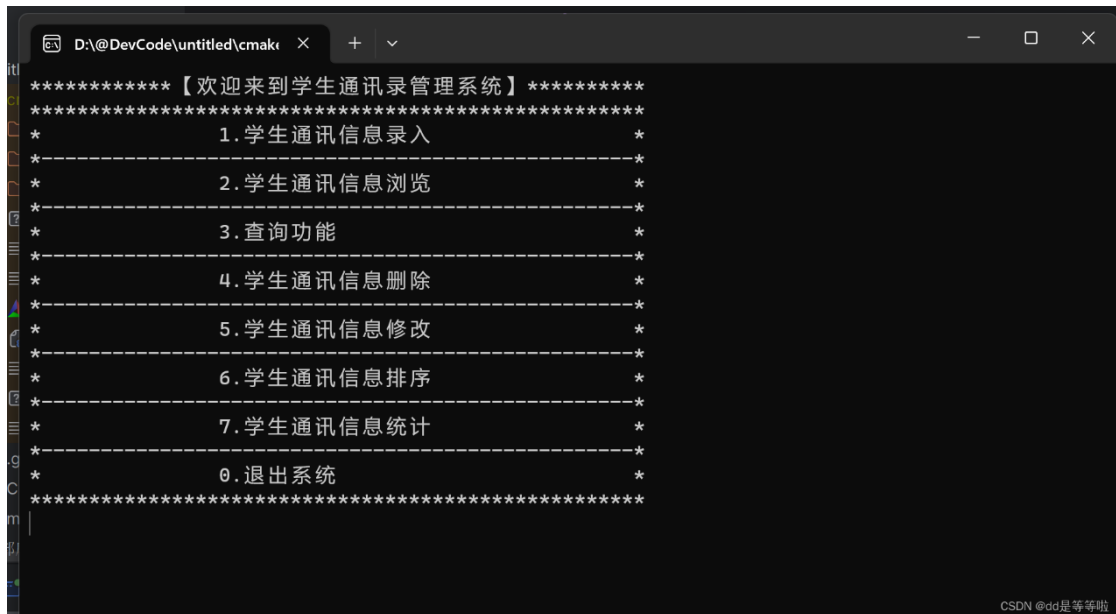 D:\@DevCode\untitled\cmak
************【欢迎来到学生通讯录管理系统】**********
****************************************************
* 1.学生通讯信息录入 *
*--------------------------------------------------*
* 2.学生通讯信息浏览 *
*--------------------------------------------------*
* 3.查询功能 *
*--------------------------------------------------*
* 4.学生通讯信息删除 *
*--------------------------------------------------*
* 5.学生通讯信息修改 *
*--------------------------------------------------*
* 6.学生通讯信息排序 *
*--------------------------------------------------*
* 7.学生通讯信息统计 *
*--------------------------------------------------*
* 0.退出系统 *
****************************************************
CSDN @dd是等等啦